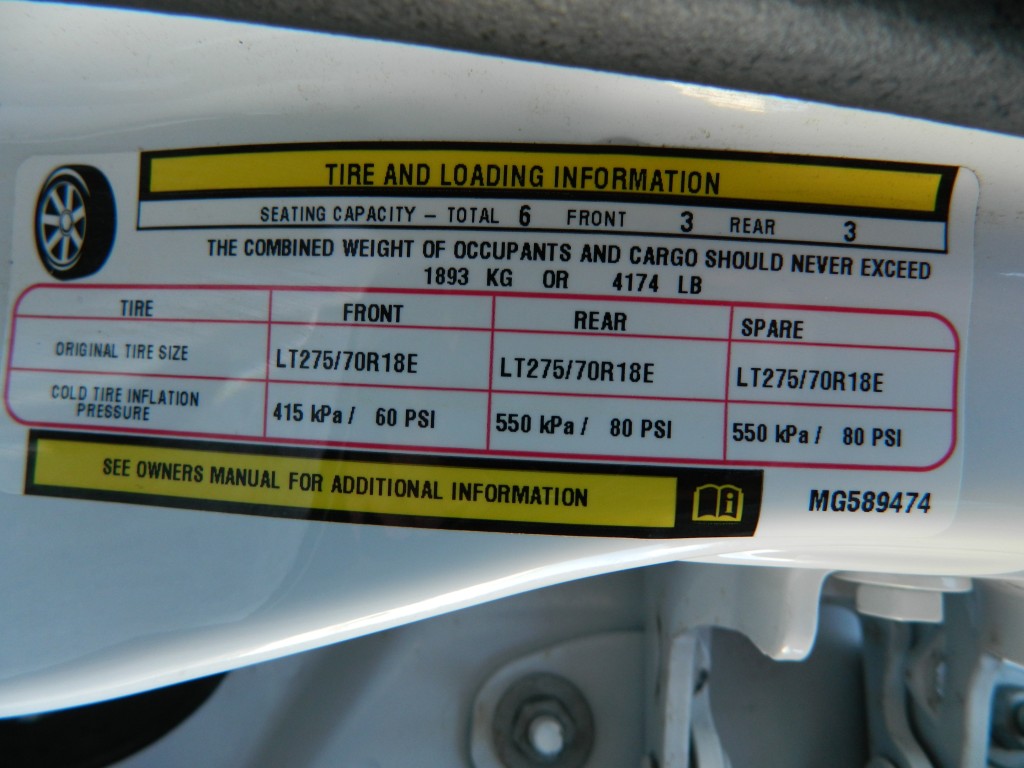 TIRE AND LOADING INFORMATION
SEATING CAPACITY – TOTAL 6 FRONT 3 REAR 3
THE COMBINED WEIGHT OF OCCUPANTS AND CARGO SHOULD NEVER EXCEED
1893 KG OR 4174 LB
TIRE FRONT REAR SPARE
ORIGINAL TIRE SIZE LT275/70R18E LT275/70R18E LT275/70R18E
COLD TIRE INFLATION
PRESSURE 415 kPa / 60 PSI 550 kPa / 80 PSI 550 kPa / 80 PSI
SEE OWNERS MANUAL FOR ADDITIONAL INFORMATION
MG589474